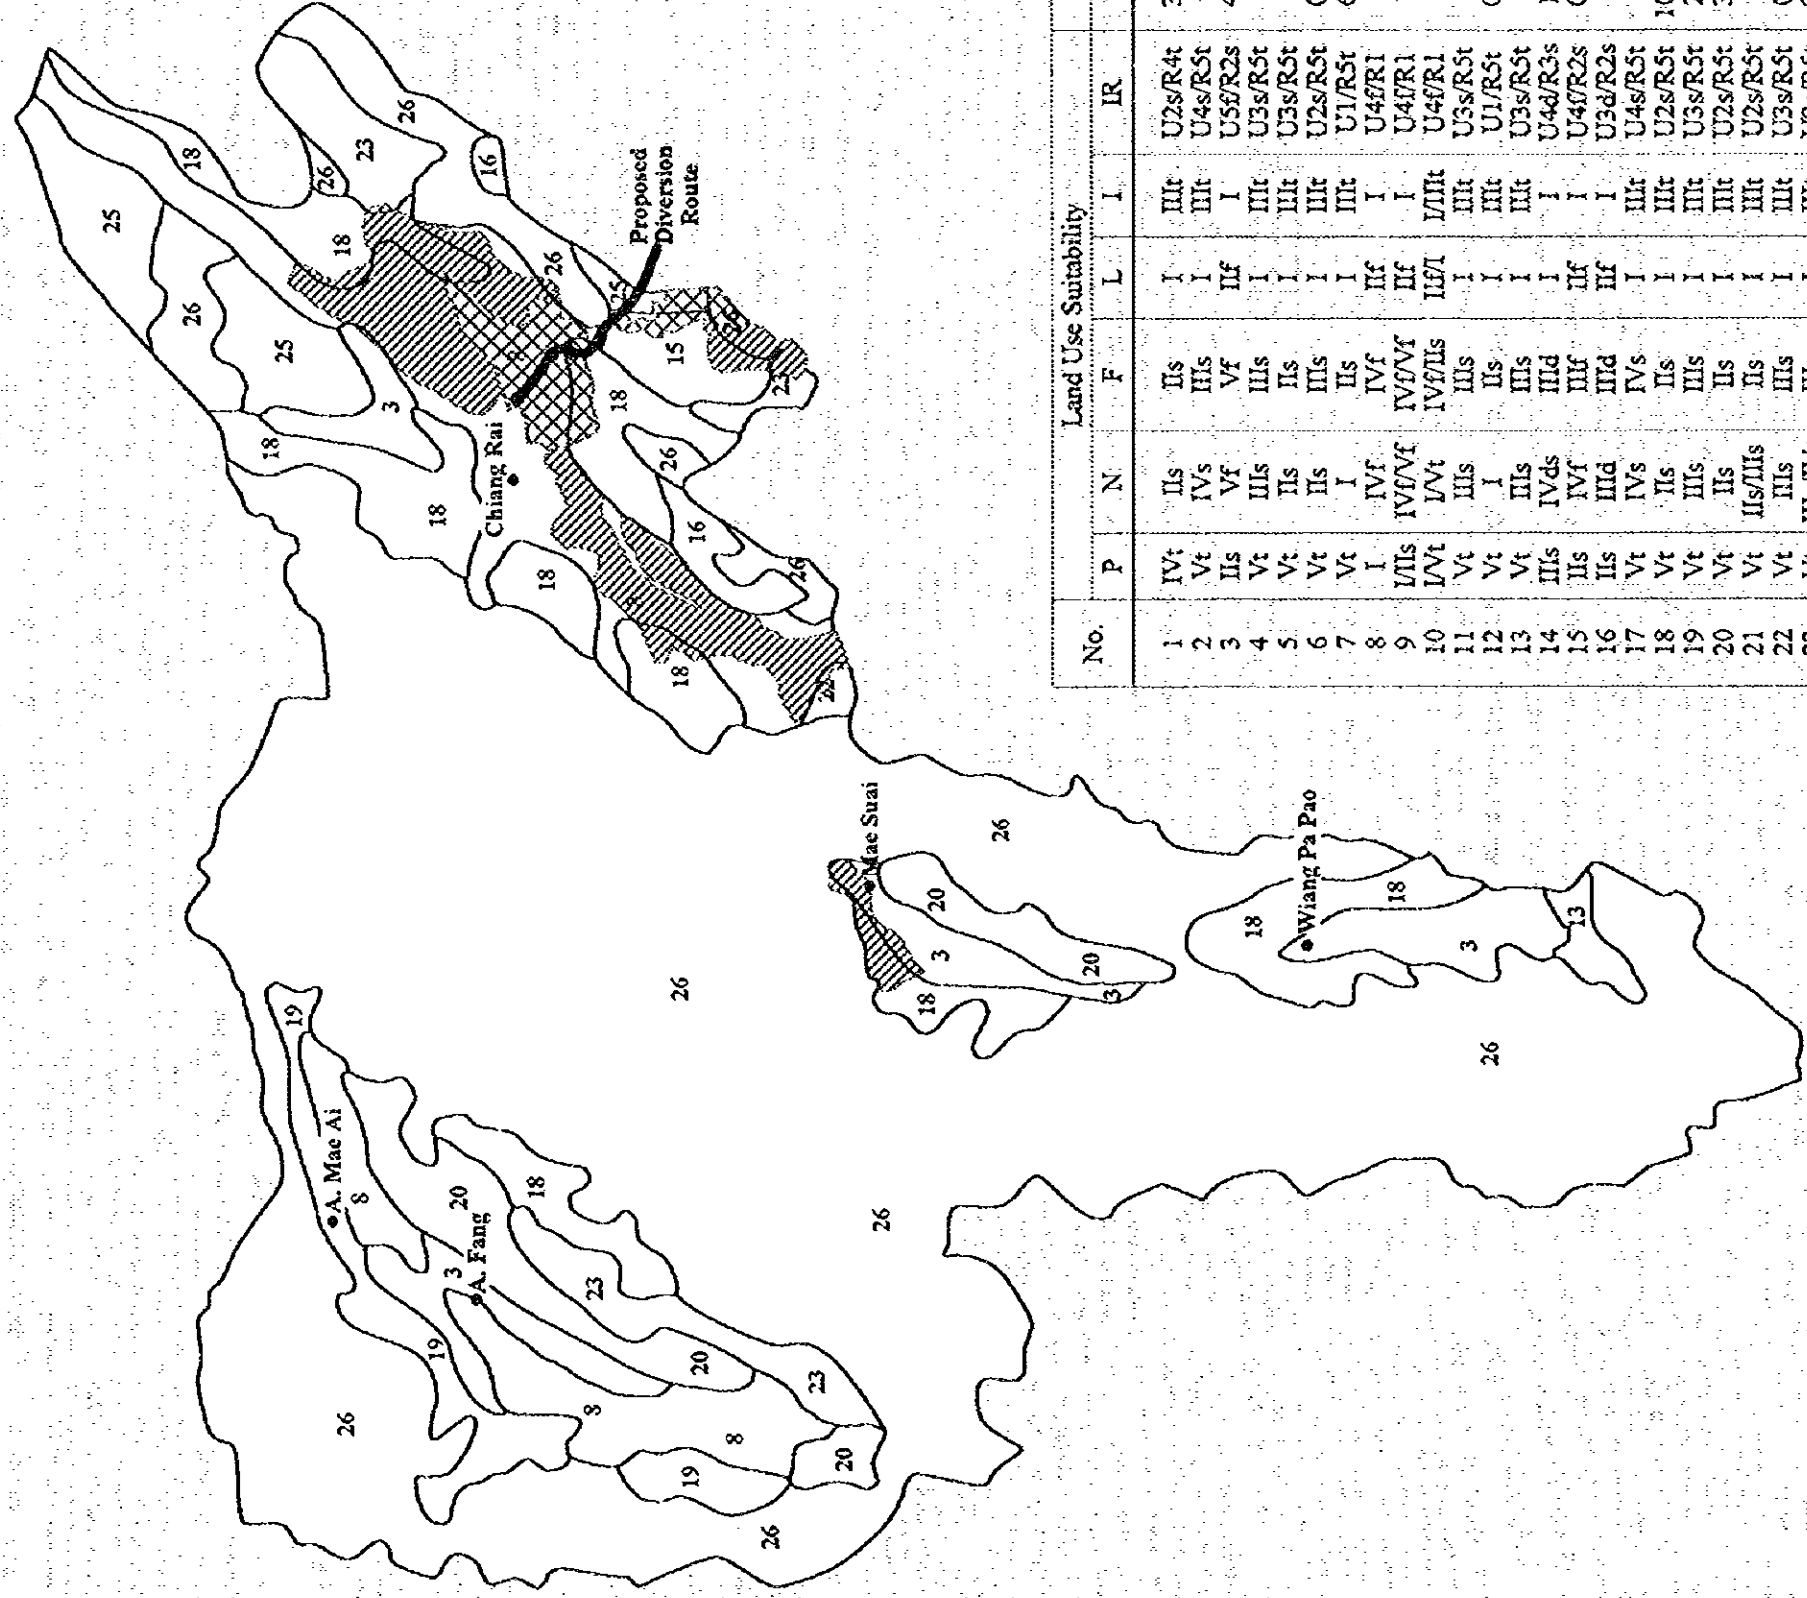 A. Mae Ai
A. Fang
Mae Suai
Wiang Pa Pao
Chiang Rai
Proposed
Diversion
Route
26
26
26
26
26
26
19
19
19
8
8
8
3
20
20
20
18
23
23
18
3
3
20
20
18
18
3
13
18
18
22
18
18
3
25
26
25
18
18
26
23
26
16
26
25
15
18
26
16
26
23
Land Use Suitability
No. P N F L I IR
1 IVt IIs IIs I IIIt U2s/R4t
2 Vt IVs IIIs I IIIt U4s/R5t
3 IIs Vf Vf IIf I U5f/R2s
4 Vt IIIs IIIs I IIIt U3s/R5t
5 Vt IIs IIs I IIIt U3s/R5t
6 Vt IIs IIIs I IIIt U2s/R5t
7 Vt I IIs I IIIt U1/R5t
8 I IVf IVf IIf I U4f/R1
9 I/IIs IVf/Vf IVf/Vf IIf I U4f/R1
10 I/Vt I/Vt IVf/IIs IIf/I I/IIIt U4f/R1
11 Vt IIIs IIIs I IIIt U3s/R5t
12 Vt I IIs I IIIt U1/R5t
13 Vt IIIs IIIs I IIIt U3s/R5t
14 IIIs IVds IIId I I U4d/R3s
15 IIs IVf IIIf IIf I U4f/R2s
16 IIs IIId IIId IIf I U3d/R2s
17 Vt IVs IVs I IIIt U4s/R5t
18 Vt IIs IIs I IIIt U2s/R5t
19 Vt IIIs IIIs I IIIt U3s/R5t
20 Vt IIs IIs I IIIt U2s/R5t
21 Vt IIs/IIIs IIs I IIIt U2s/R5t
22 Vt IIIs IIIs I IIIt U3s/R5t